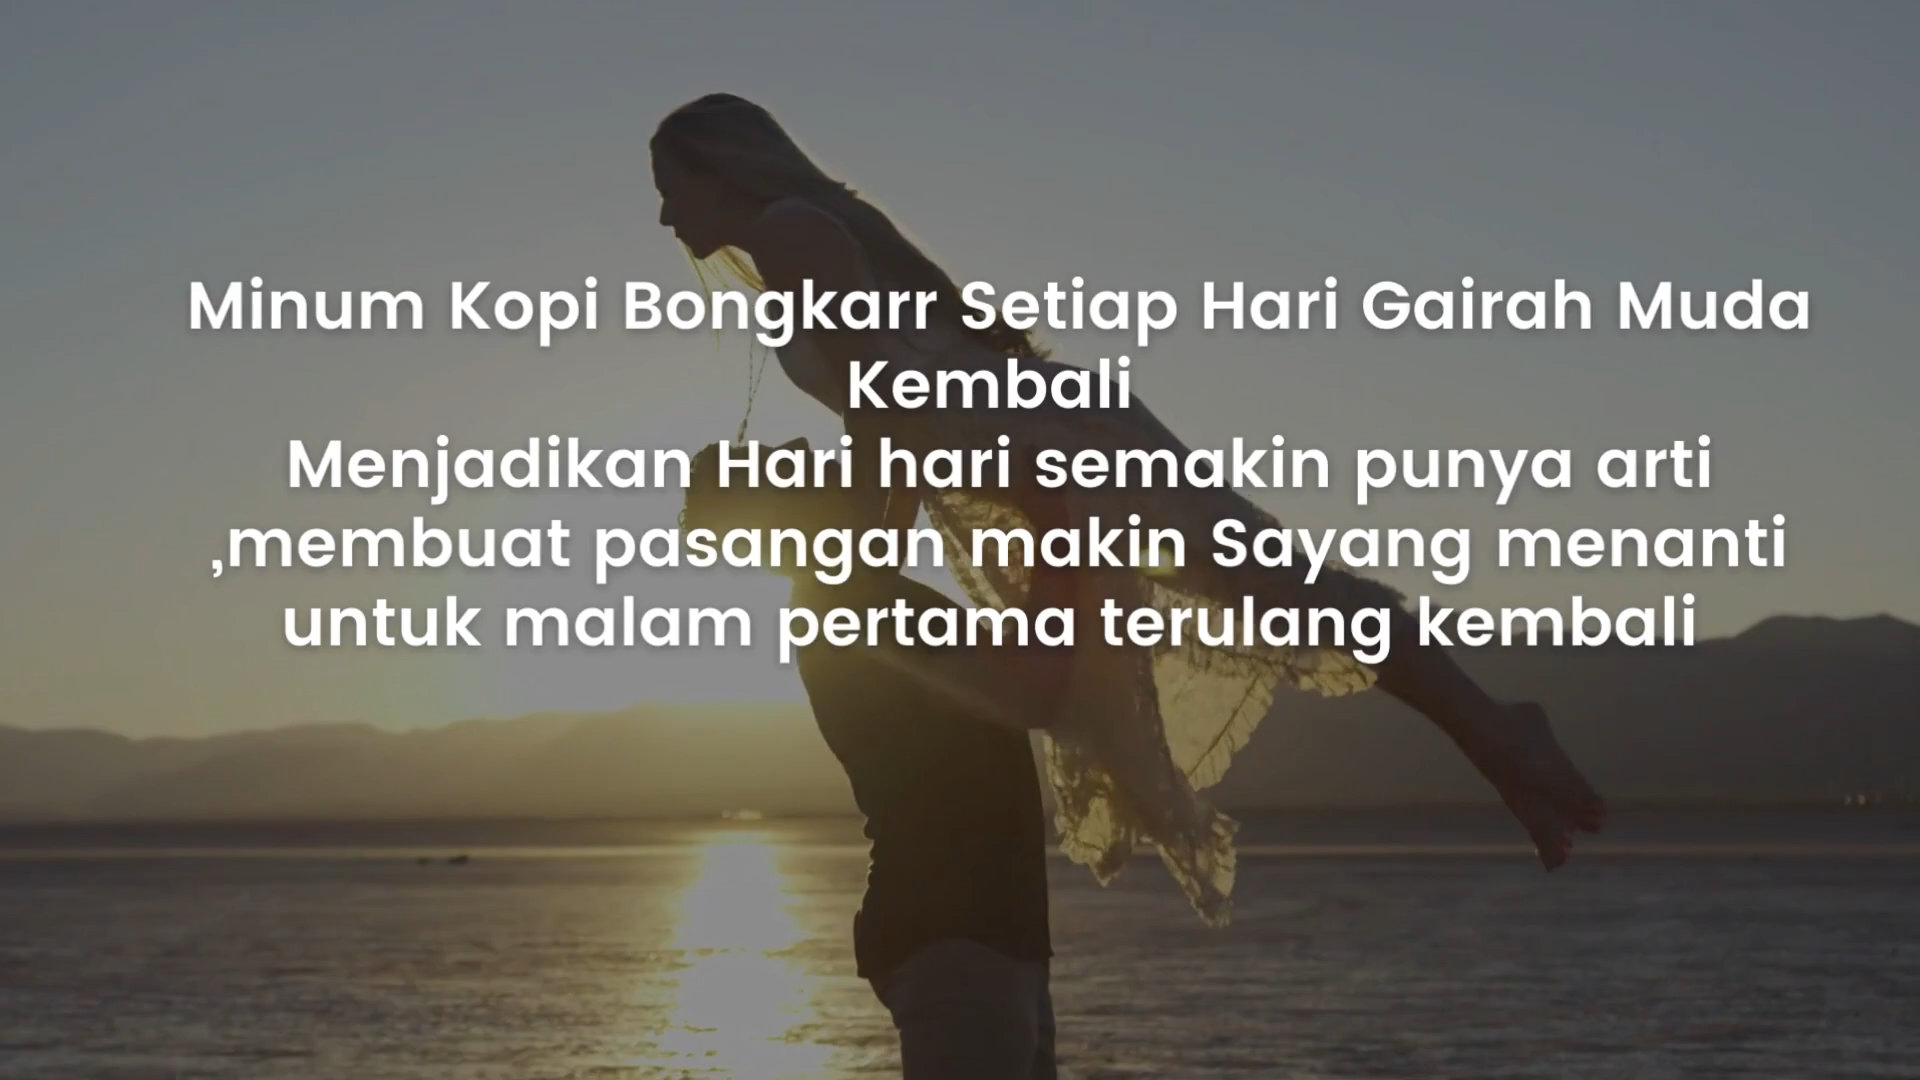 Minum Kopi Bongkarr Setiap Hari Gairah Muda
Kembali
Menjadikan Hari hari semakin punya arti
,membuat pasangan makin Sayang menanti
untuk malam pertama terulang kembali